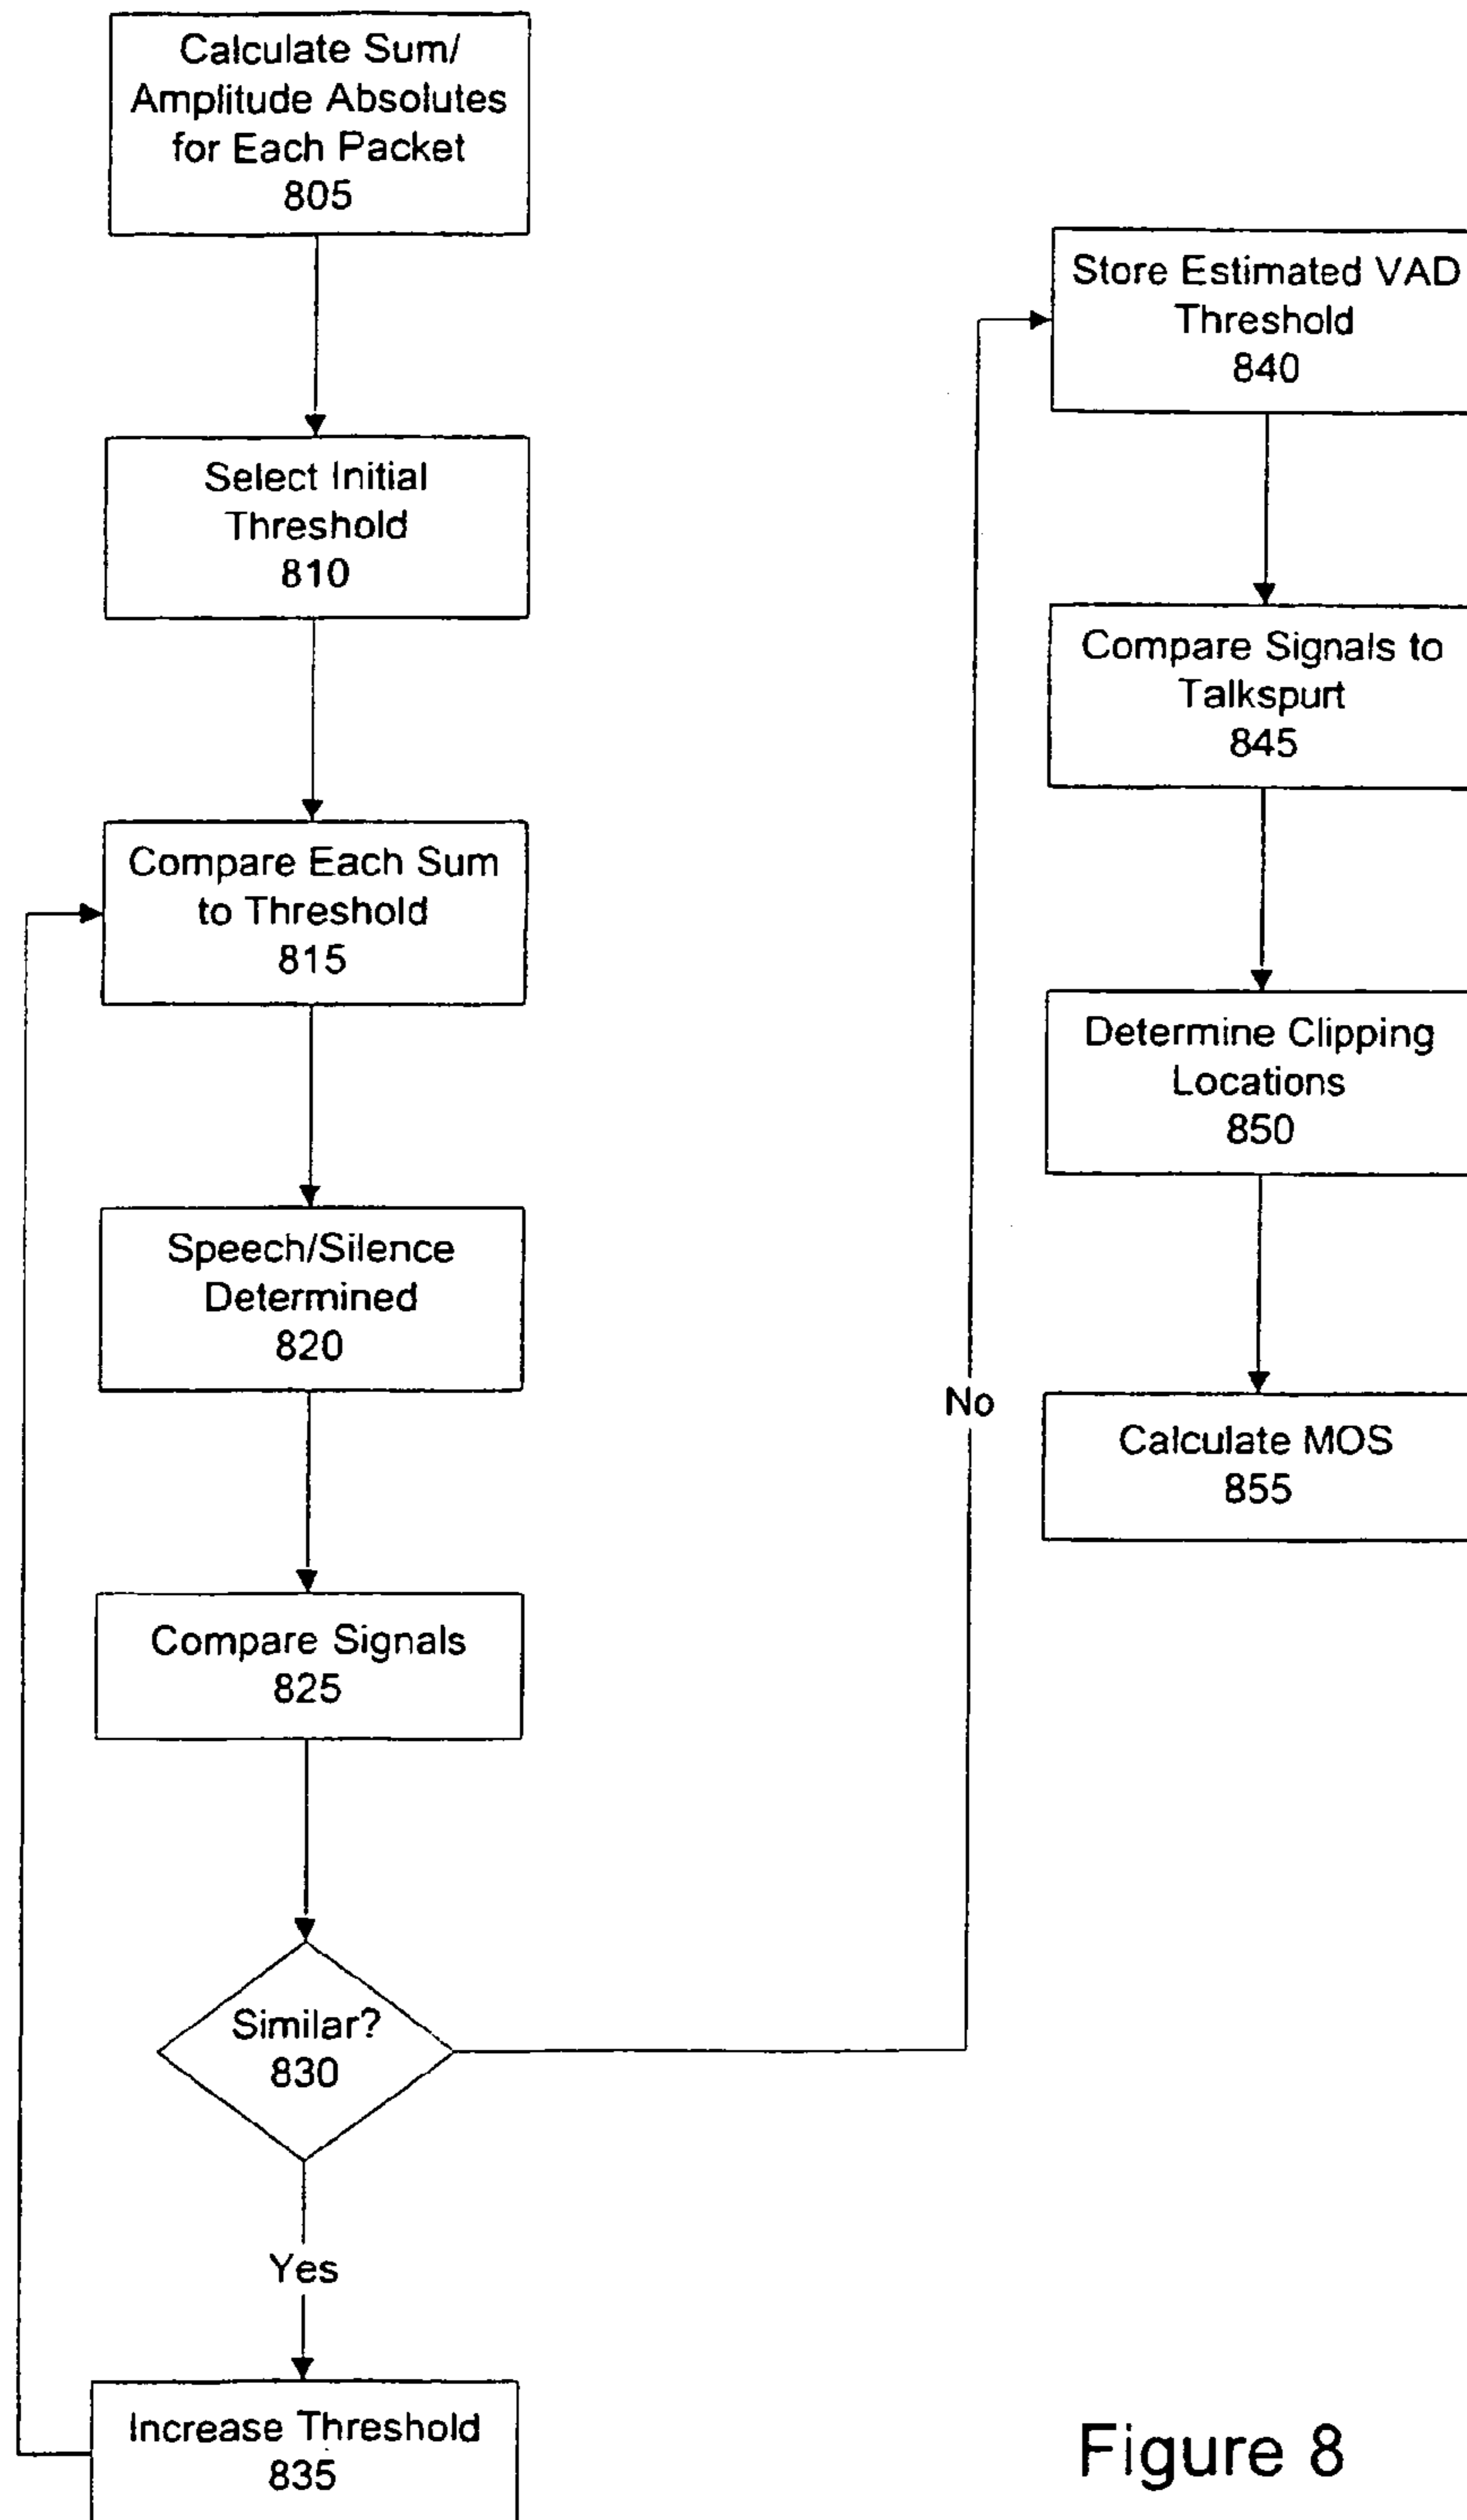 Calculate Sum/
Amplitude Absolutes
for Each Packet
805
Select Initial
Threshold
810
Compare Each Sum
to Threshold
815
Speech/Silence
Determined
820
Compare Signals
825
Similar?
830
Yes
Increase Threshold
835
No
Store Estimated VAD
Threshold
840
Compare Signals to
Talkspurt
845
Determine Clipping
Locations
850
Calculate MOS
855
Figure 8